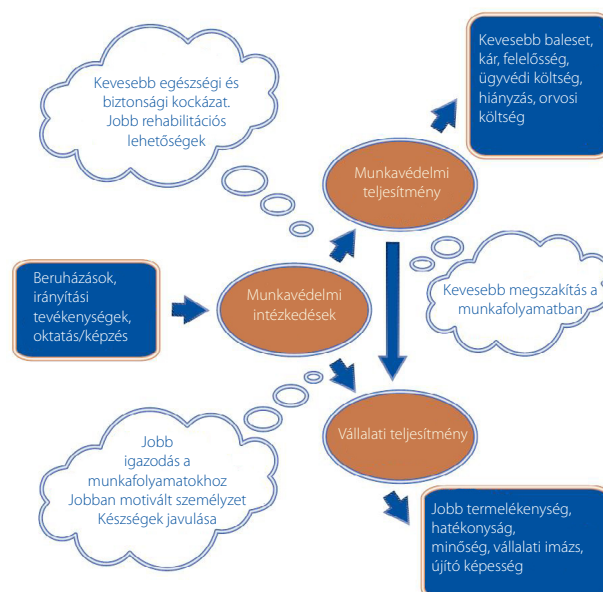 Kevesebb baleset,
kár, felelősség,
ügyvédi költség,
hiányzás, orvosi
költség
Kevesebb egészségi és
biztonsági kockázat.
Jobb rehabilitációs
lehetőségek
Munkavédelmi
teljesítmény
Beruházások,
irányítási
tevékenységek,
oktatás/képzés
Munkavédelmi
intézkedések
Kevesebb megszakítás a
munkafolyamatban
Jobb
igazodás a
munkafolyamatokhoz
Jobban motivált személyzet
Készségek javulása
Vállalati teljesítmény
Jobb termelékenység,
hatékonyság,
minőség, vállalati imázs,
újító képesség